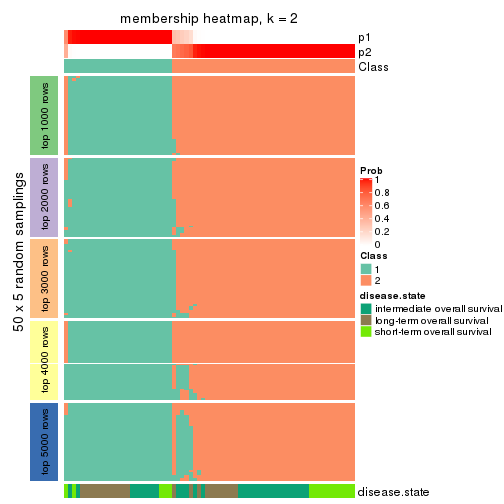 membership heatmap, k = 2
p1
p2
Class
50 x 5 random samplings
top 1000 rows
top 2000 rows
top 3000 rows
top 4000 rows
top 5000 rows
Prob
1
0.8
0.6
0.4
0.2
0
Class
1
2
disease.state
intermediate overall survival
long-term overall survival
short-term overall survival
disease.state